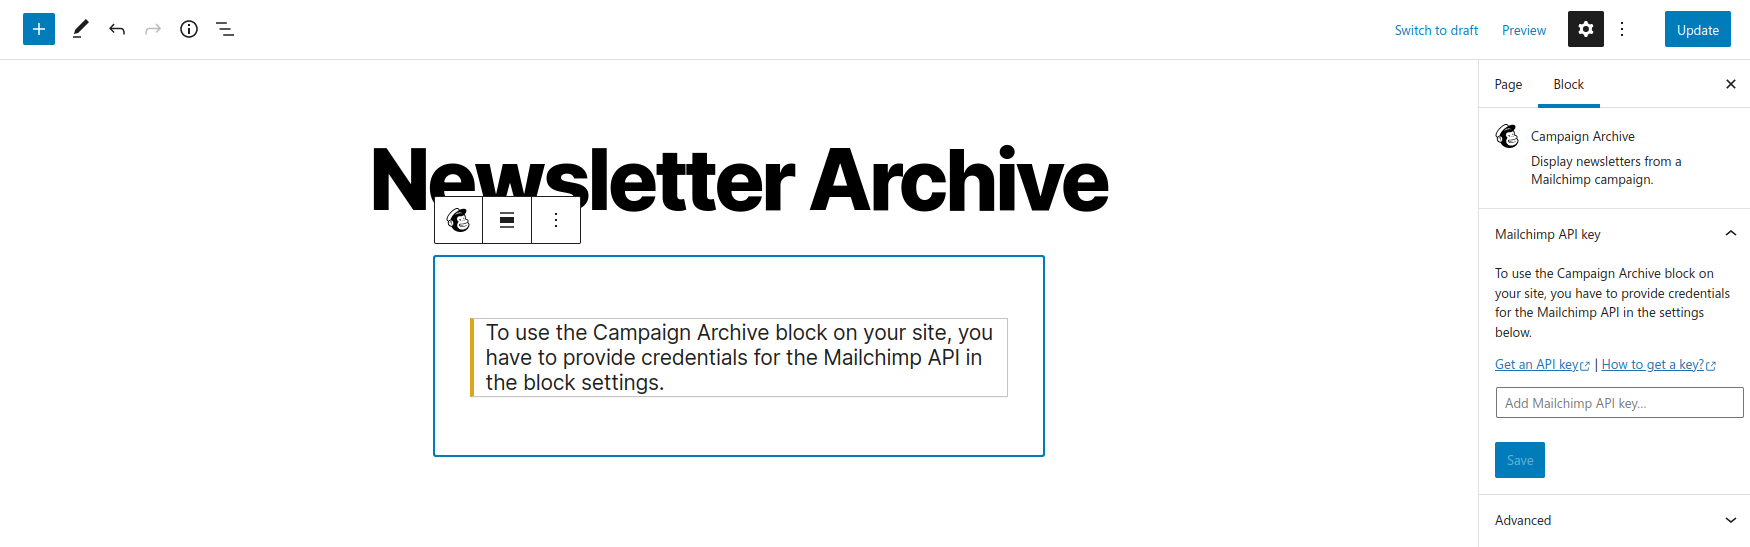 Switch to draft Preview Update
Page Block
Newsletter Archive
Campaign Archive
Display newsletters from a
Mailchimp campaign.
To use the Campaign Archive block on your site, you
have to provide credentials for the Mailchimp API in
the block settings.
Mailchimp API key
To use the Campaign Archive block on
your site, you have to provide credentials
for the Mailchimp API in the settings
below.
Get an API key | How to get a key?
Add Mailchimp API key...
Save
Advanced